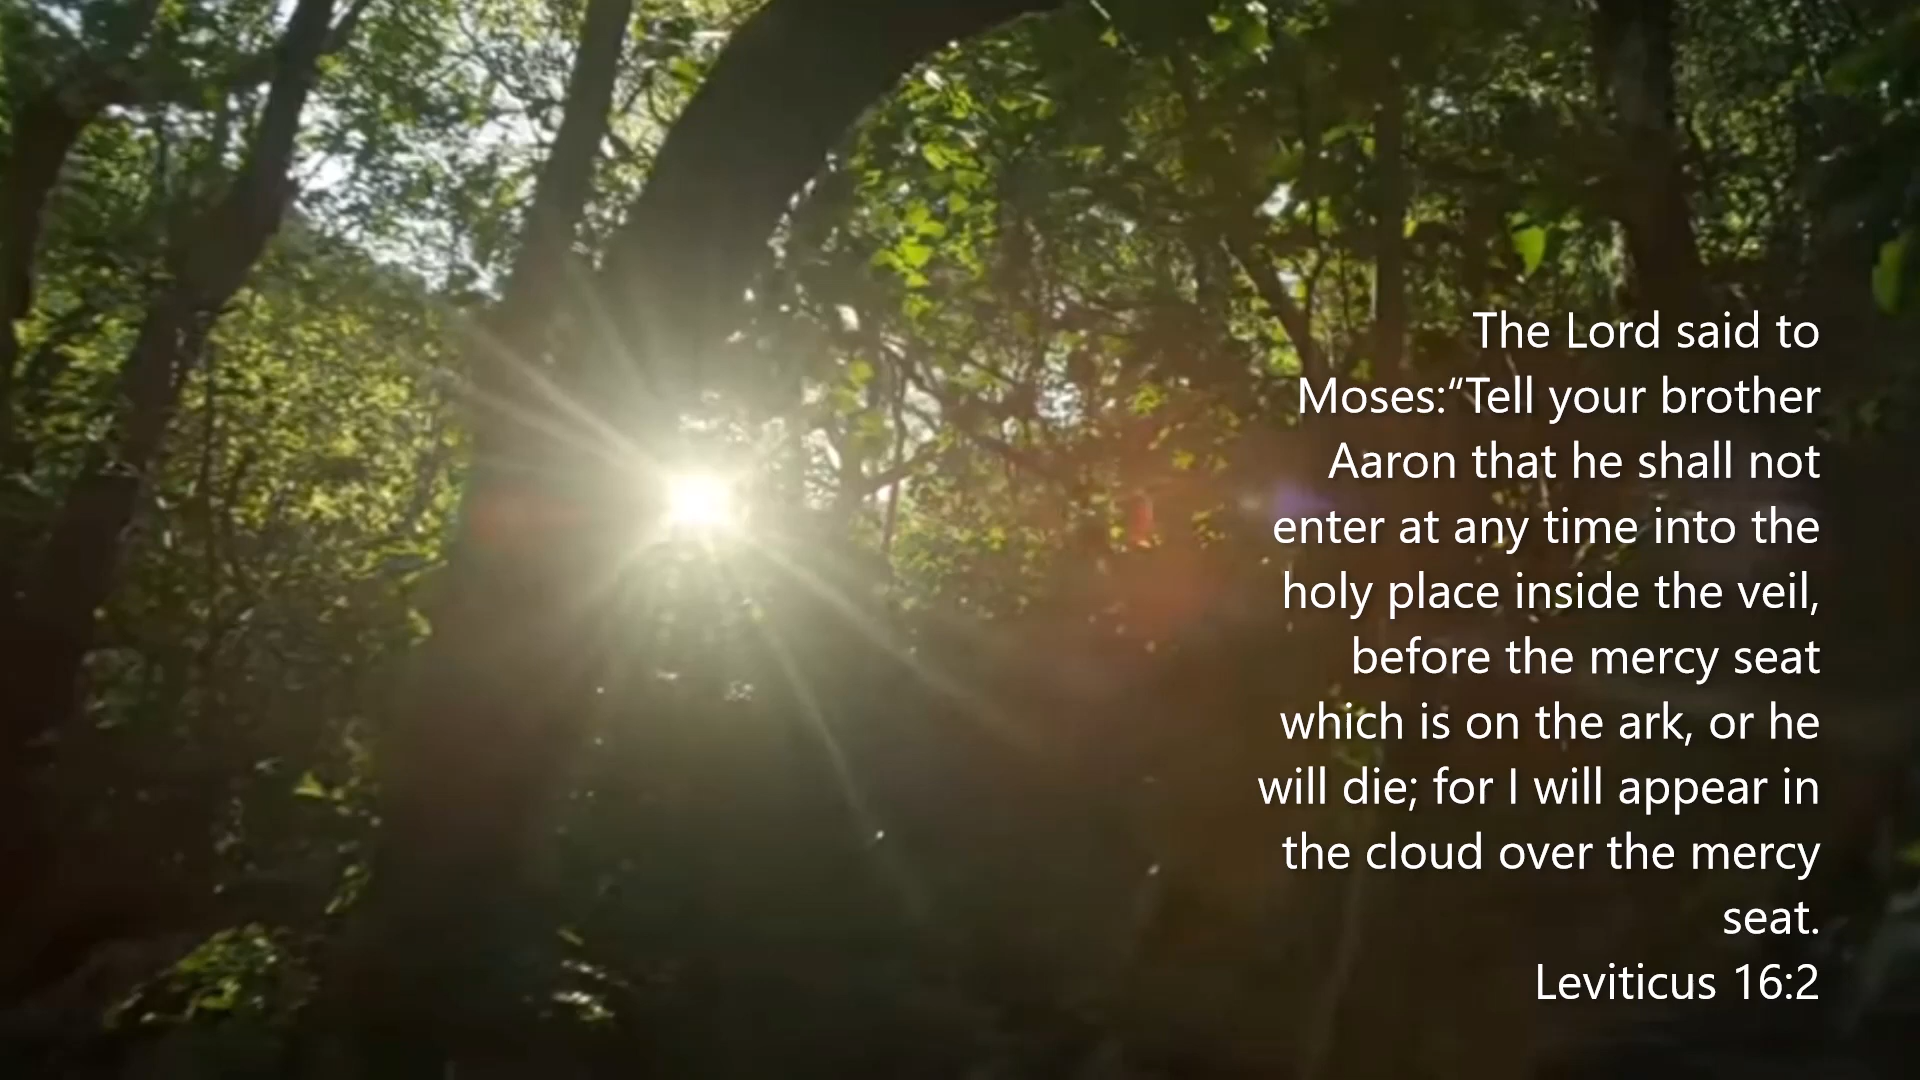 The Lord said to
Moses:“Tell your brother
Aaron that he shall not
enter at any time into the
holy place inside the veil,
before the mercy seat
which is on the ark, or he
will die; for I will appear in
the cloud over the mercy
seat.
Leviticus 16:2